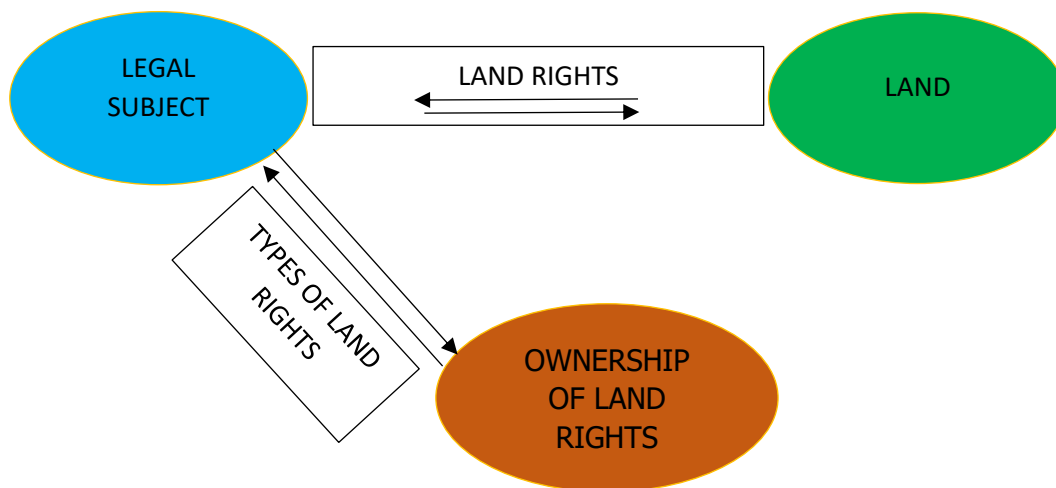 LEGAL
SUBJECT
LAND RIGHTS
LAND
TYPES OF LAND
RIGHTS
OWNERSHIP
OF LAND
RIGHTS